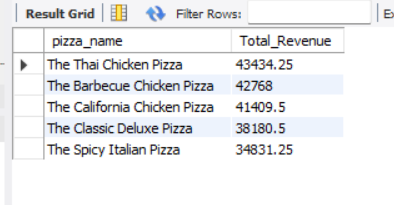 Result Grid Filter Rows: Ex
pizza_name Total_Revenue
The Thai Chicken Pizza 43434.25
The Barbecue Chicken Pizza 42768
The California Chicken Pizza 41409.5
The Classic Deluxe Pizza 38180.5
The Spicy Italian Pizza 34831.25